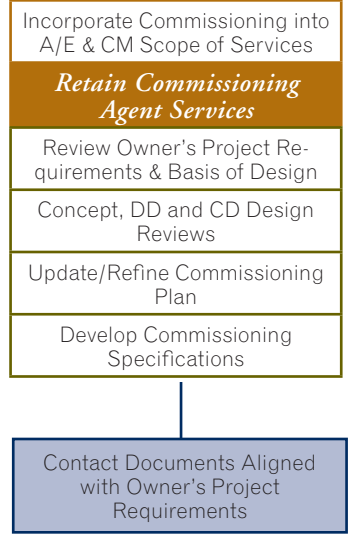 Incorporate Commissioning into
A/E & CM Scope of Services
Retain Commissioning
Agent Services
Review Owner's Project Re-
quirements & Basis of Design
Concept, DD and CD Design
Reviews
Update/Refine Commissioning
Plan
Develop Commissioning
Specifications
Contact Documents Aligned
with Owner's Project
Requirements